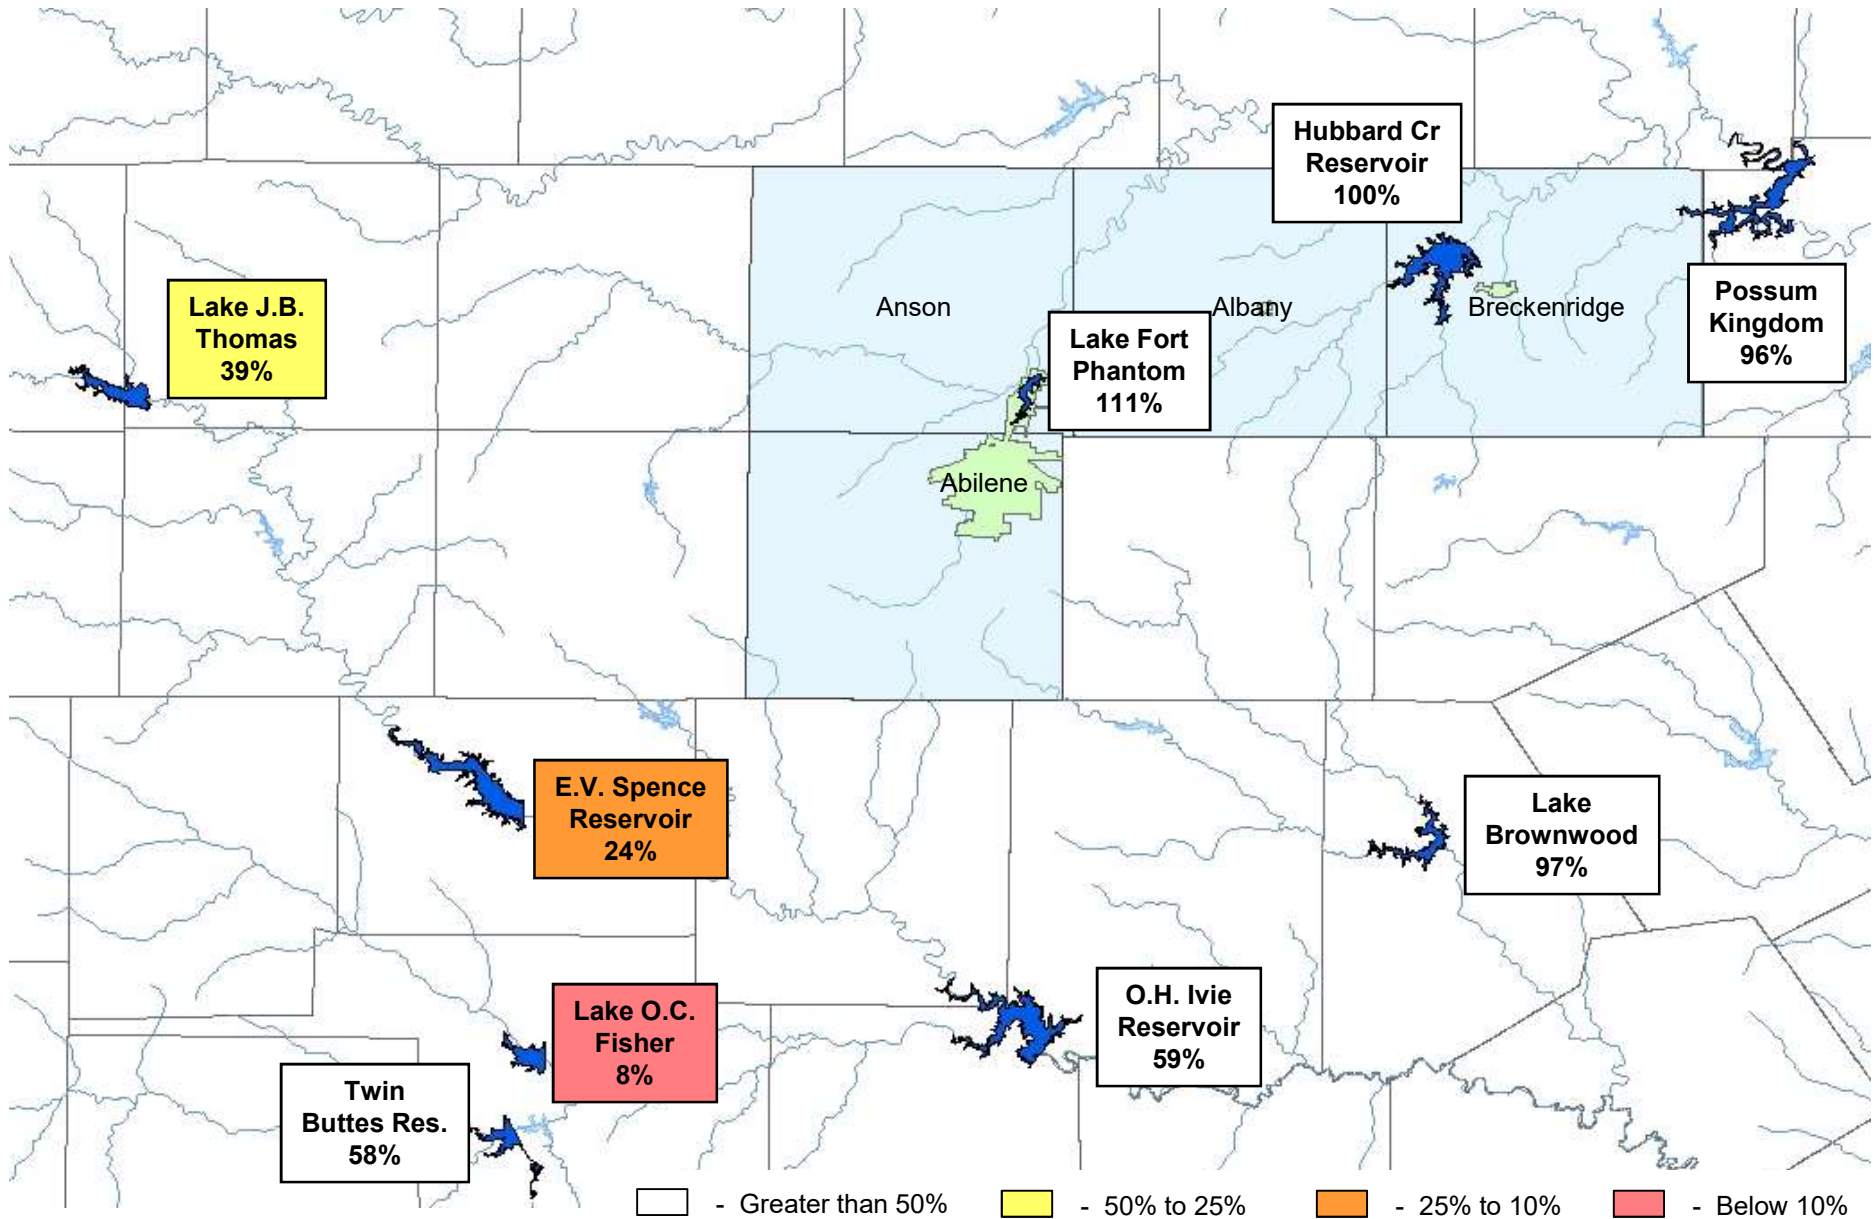 Hubbard Cr
Reservoir
100%
Possum
Kingdom
96%
Lake J.B.
Thomas
39%
Anson
Albany
Breckenridge
Lake Fort
Phantom
111%
Abilene
E.V. Spence
Reservoir
24%
Lake
Brownwood
97%
Lake O.C.
Fisher
8%
O.H. Ivie
Reservoir
59%
Twin
Buttes Res.
58%
- Greater than 50%
- 50% to 25%
- 25% to 10%
- Below 10%